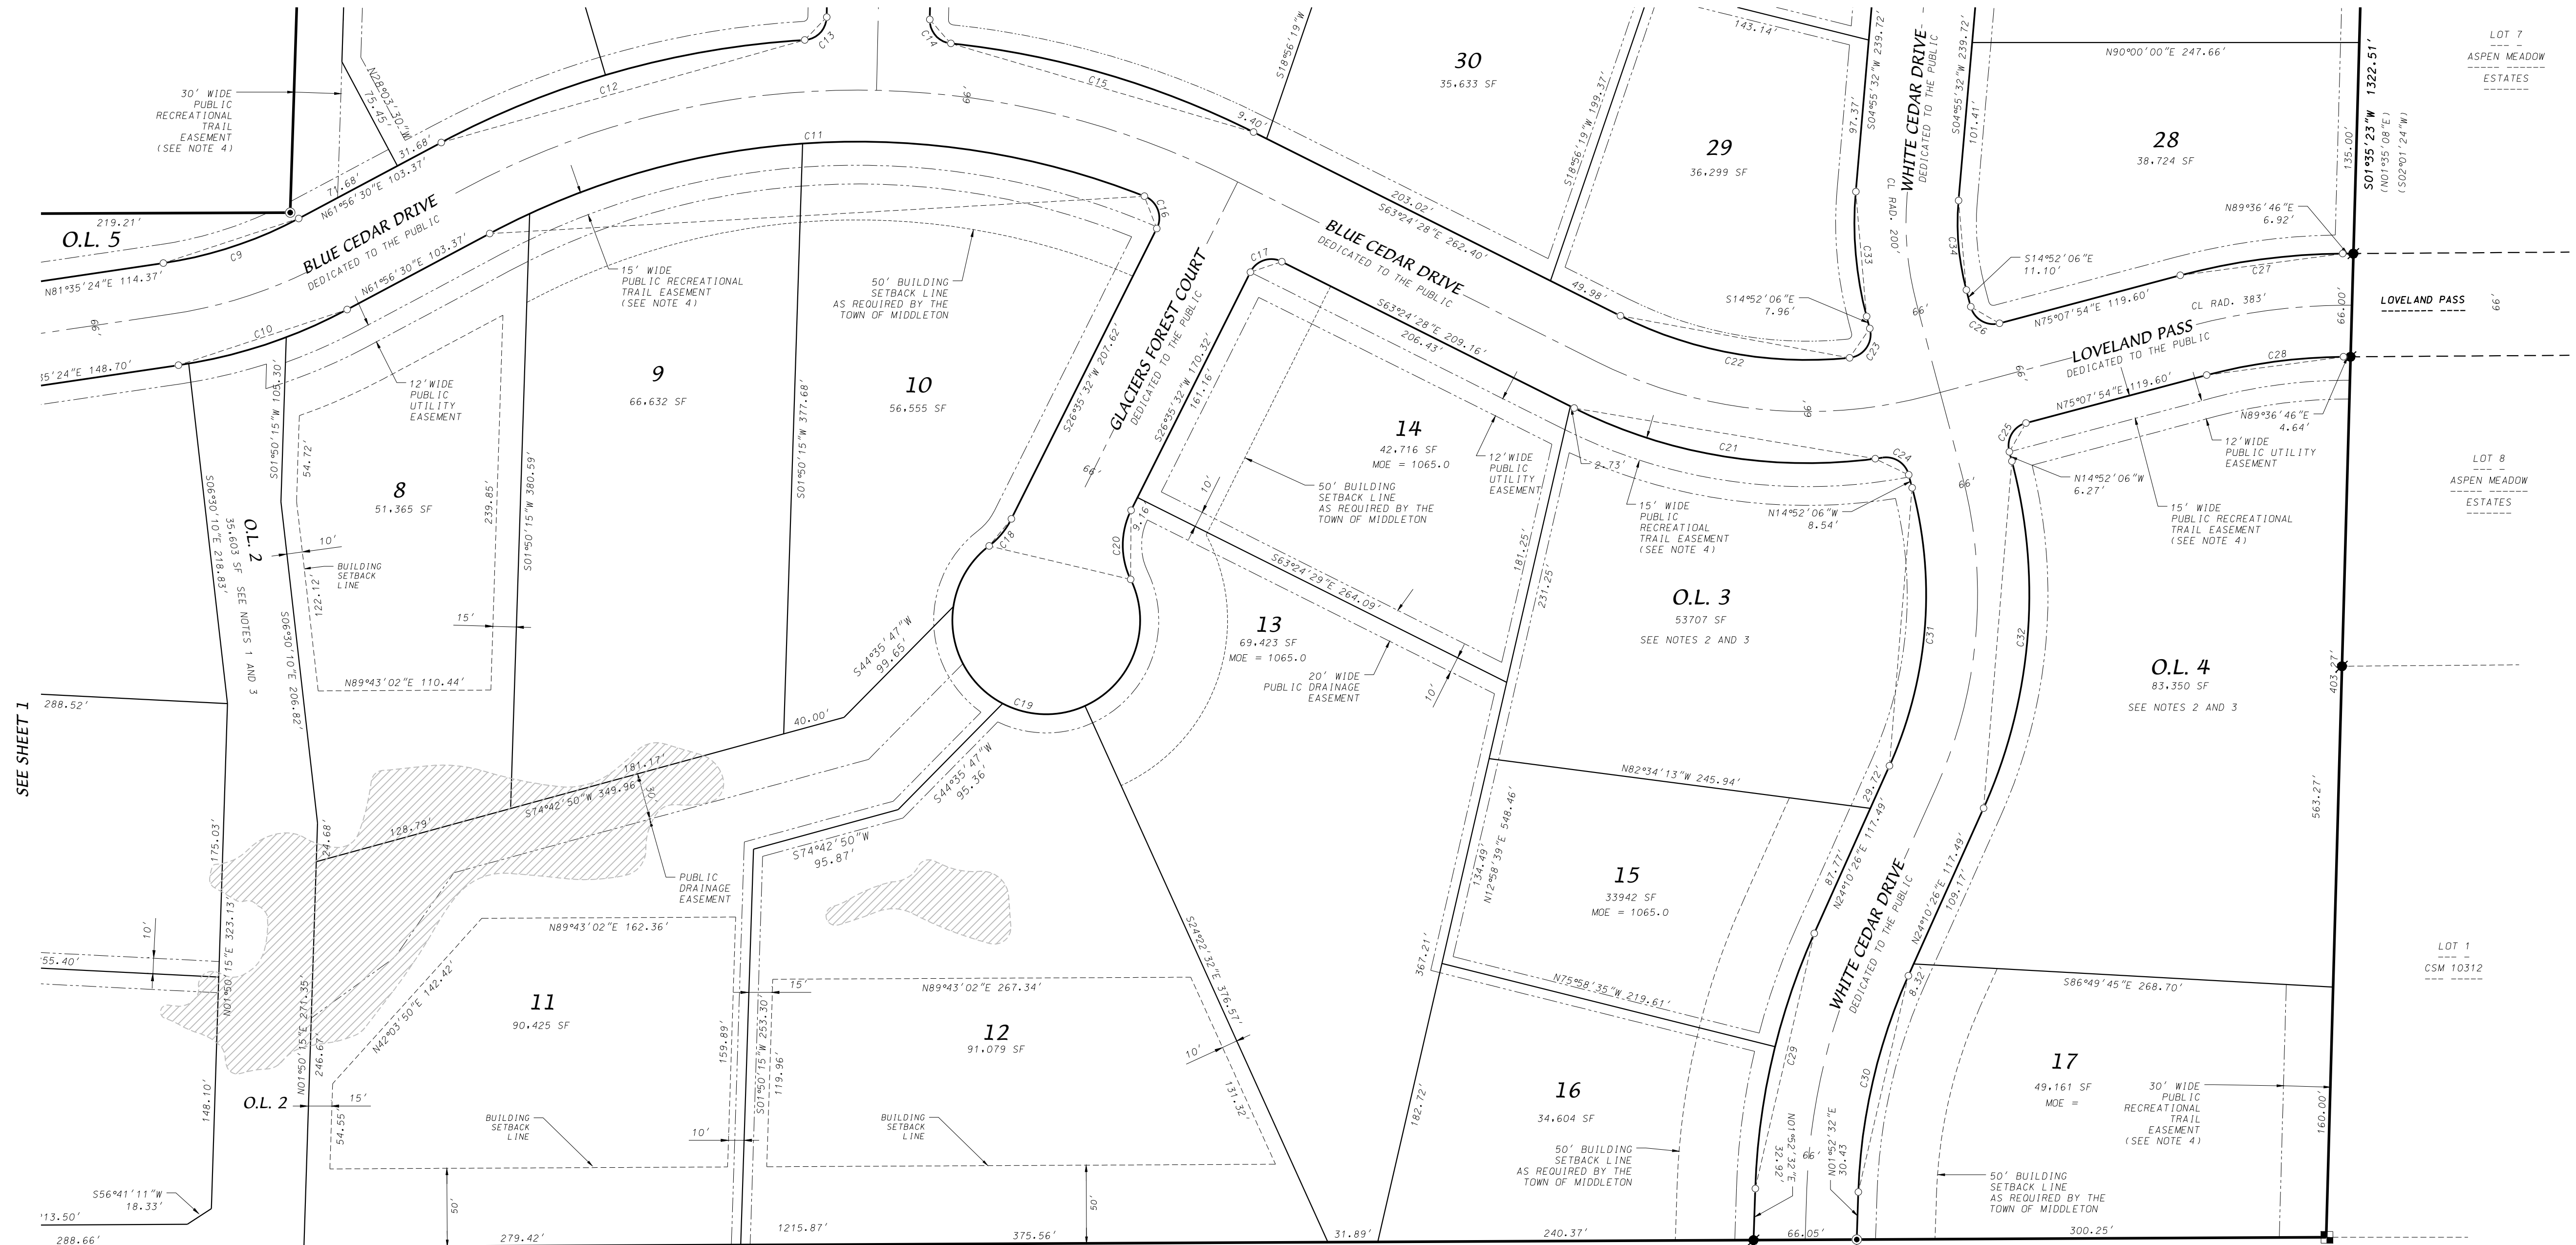 30' WIDE
PUBLIC
RECREATIONAL
TRAIL
EASEMENT
(SEE NOTE 4)
N28°03'30"W
75.45'
31.68'
71.68'
N61°56'30"E 103.37'
219.21'
O.L. 5
C9
N81°35'24"E 114.37'
BLUE CEDAR DRIVE
DEDICATED TO THE PUBLIC
N61°56'30"E 103.37'
66'
C10
35'24"E 148.70'
C12
C13
C11
C14
C15
66'
S18°56'19"W
9.40'
30
35,633 SF
S18°56'19"W 199.37'
143.14'
29
36,299 SF
97.37'
S04°55'32"W 239.72'
WHITE CEDAR DRIVE
DEDICATED TO THE PUBLIC
CL RAD. 200'
S04°55'32"W 239.72'
101.41'
N90°00'00"E 247.66'
28
38,724 SF
135.00'
S01°35'23"W 1322.51'
(N01°35'08"E)
(S02°01'24"W)
LOT 7
ASPEN MEADOW
ESTATES
N89°36'46"E
6.92'
C33
C34
S14°52'06"E
11.10'
S14°52'06"E
7.96'
66'
C26
C27
N75°07'54"E 119.60'
CL RAD. 383'
66.00'
LOVELAND PASS
66'
LOVELAND PASS
DEDICATED TO THE PUBLIC
66'
C28
N75°07'54"E 119.60'
N89°36'46"E
4.64'
C25
N14°52'06"W
6.27'
12'WIDE
PUBLIC UTILITY
EASEMENT
15' WIDE
PUBLIC RECREATIONAL
TRAIL EASEMENT
(SEE NOTE 4)
LOT 8
ASPEN MEADOW
ESTATES
203.02'
S63°24'28"E 262.40'
49.98'
BLUE CEDAR DRIVE
DEDICATED TO THE PUBLIC
C22
C23
66'
C16
C17
GLACIERS FOREST COURT
DEDICATED TO THE PUBLIC
66'
S26°35'32"W 207.62'
S26°35'32"W 170.32'
161.16'
9.16
S63°24'28"E 209.16'
206.43'
2.73'
C21
C24
66'
N14°52'06"W
8.54'
15' WIDE
PUBLIC RECREATIONAL
TRAIL EASEMENT
(SEE NOTE 4)
50' BUILDING
SETBACK LINE
AS REQUIRED BY THE
TOWN OF MIDDLETON
12'WIDE
PUBLIC
UTILITY
EASEMENT
9
66,632 SF
10
56,555 SF
S01°50'15"W 377.68'
S01°50'15"W 380.59'
8
51,365 SF
S01°50'15"W 105.30'
54.72'
239.85'
122.12'
15'
10'
BUILDING
SETBACK
LINE
N89°43'02"E 110.44'
S06°30'10"E 218.83'
O.L. 2
35,603 SF SEE NOTES 1 AND 3
S06°30'10"E 206.82'
14
42,716 SF
MOE = 1065.0
12'WIDE
PUBLIC
UTILITY
EASEMENT
50' BUILDING
SETBACK LINE
AS REQUIRED BY THE
TOWN OF MIDDLETON
10'
15' WIDE
PUBLIC
RECREATIOAL
TRAIL EASEMENT
(SEE NOTE 4)
C18
C20
C19
S63°24'29"E 264.09'
181.25'
231.25'
13
69,423 SF
MOE = 1065.0
20' WIDE
PUBLIC DRAINAGE
EASEMENT
10'
O.L. 3
53707 SF
SEE NOTES 2 AND 3
C31
C32
O.L. 4
83,350 SF
SEE NOTES 2 AND 3
403.27'
563.27'
SEE SHEET 1
288.52'
S44°35'47"W
99.65'
40.00'
181.17'
S74°42'50"W 349.96'
30'
128.79'
24.68'
175.03'
S44°35'47"W
95.36'
S74°42'50"W
95.87'
PUBLIC
DRAINAGE
EASEMENT
N82°34'13"W 245.94'
29.72'
N24°10'26"E 117.49'
87.77'
N12°58'39"E 548.46'
134.49'
367.21'
15
33942 SF
MOE = 1065.0
WHITE CEDAR DRIVE
DEDICATED TO THE PUBLIC
N24°10'26"E 117.49'
109.17'
8.32'
N75°58'35"W 219.61'
S86°49'45"E 268.70'
LOT 1
CSM 10312
10'
55.40'
N01°50'15"E 323.13'
N01°50'15"E 271.35'
246.67'
N42°03'50"E 142.42'
N89°43'02"E 162.36'
11
90,425 SF
159.89'
S01°50'15"W 253.30'
119.96'
15'
N89°43'02"E 267.34'
12
91,079 SF
S24°22'32"E 376.57'
10'
131.32'
C29
C30
16
34,604 SF
182.72'
50' BUILDING
SETBACK LINE
AS REQUIRED BY THE
TOWN OF MIDDLETON
N01°52'32"E
32.92'
66'
N01°52'32"E
30.43
17
49,161 SF
MOE =
30' WIDE
PUBLIC
RECREATIONAL
TRAIL
EASEMENT
(SEE NOTE 4)
160.00'
50' BUILDING
SETBACK LINE
AS REQUIRED BY THE
TOWN OF MIDDLETON
O.L. 2
15'
54.55'
148.10'
BUILDING
SETBACK
LINE
10'
BUILDING
SETBACK
LINE
50'
50'
S56°41'11"W
18.33'
113.50'
288.66'
279.42'
1215.87'
375.56'
31.89'
240.37'
66.05'
300.25'